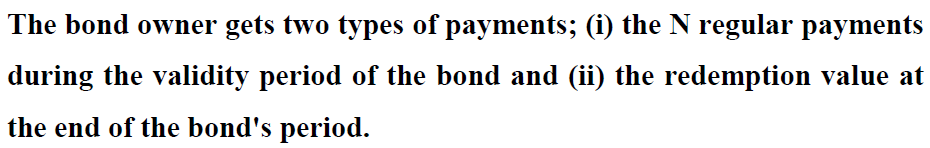 The bond owner gets two types of payments; (i) the N regular payments
during the validity period of the bond and (ii) the redemption value at
the end of the bond's period.